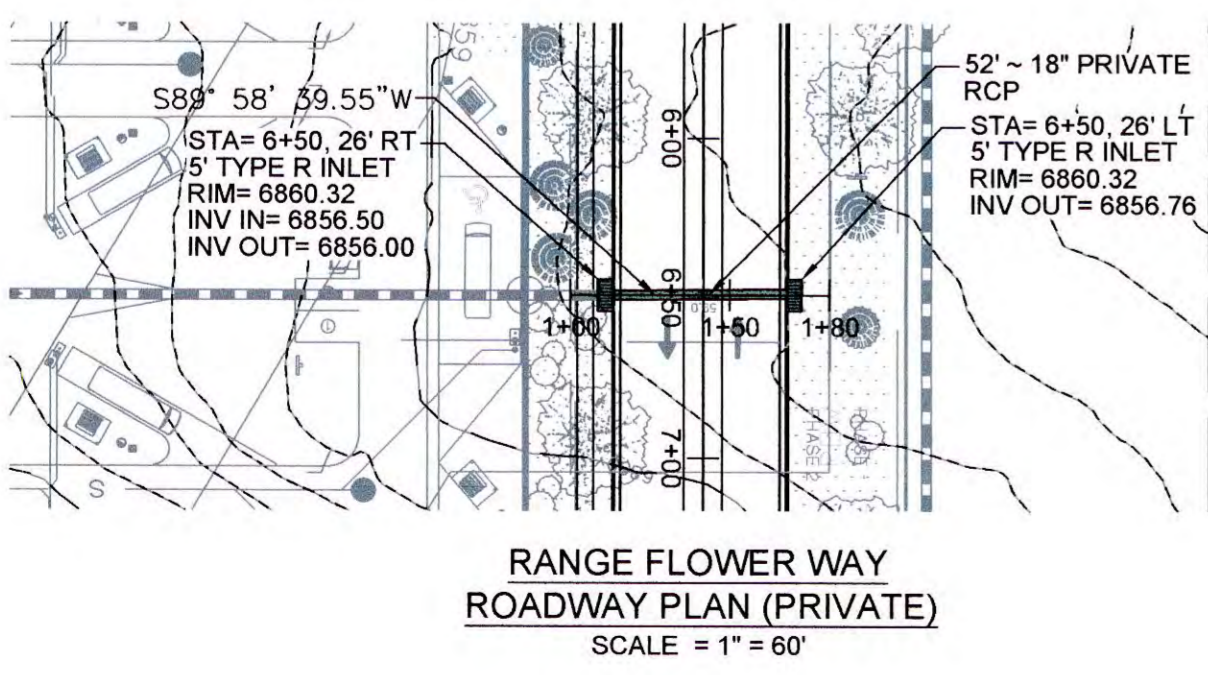 S89° 58' 39.55"W
STA= 6+50, 26' RT
5' TYPE R INLET
RIM= 6860.32
INV IN= 6856.50
INV OUT= 6856.00
52' ~ 18" PRIVATE
RCP
STA= 6+50, 26' LT
5' TYPE R INLET
RIM= 6860.32
INV OUT= 6856.76
6+00
6+50
7+00
1+00
1+50
1+80
S
PHASE 2
RANGE FLOWER WAY
ROADWAY PLAN (PRIVATE)
SCALE = 1" = 60'